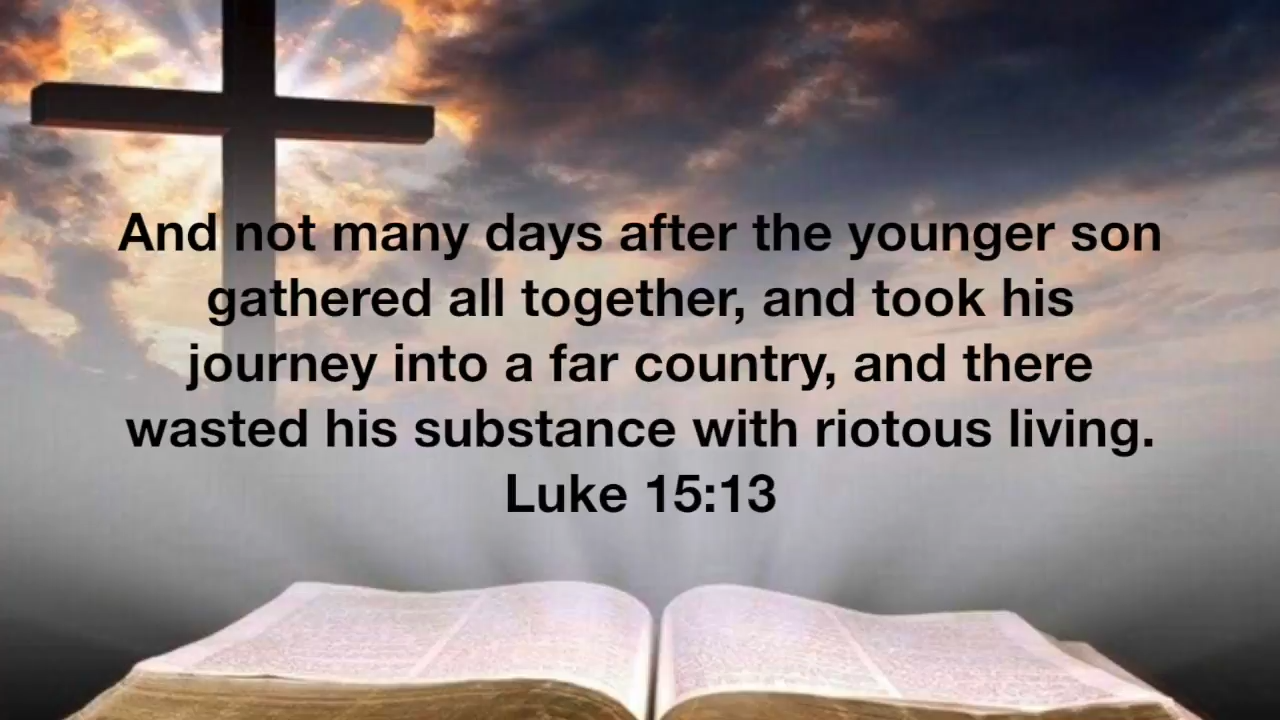 And not many days after the younger son
gathered all together, and took his
journey into a far country, and there
wasted his substance with riotous living.
Luke 15:13